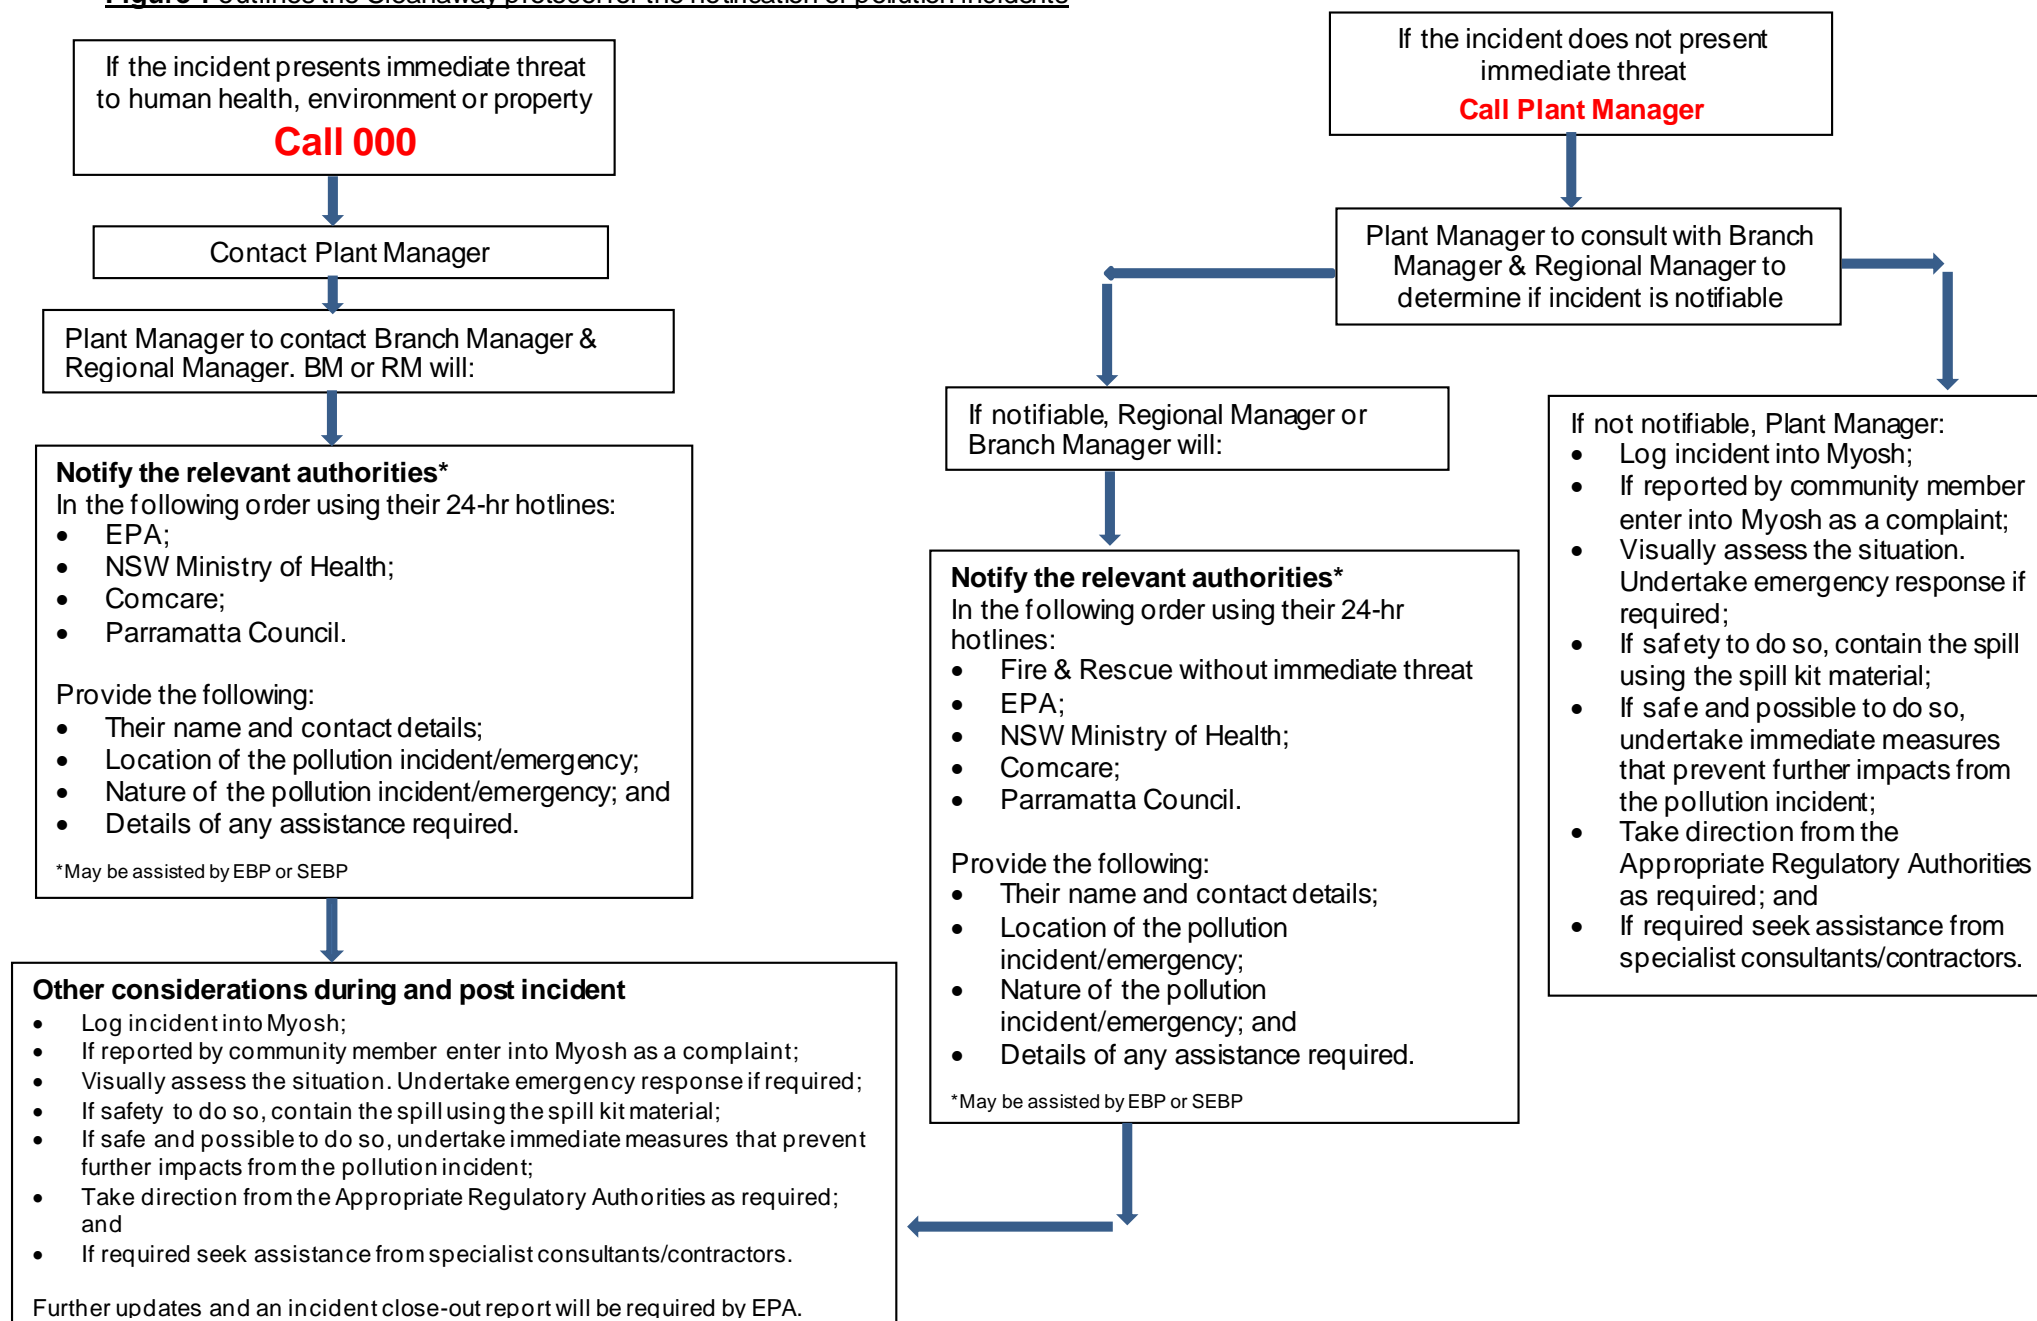 Figure 1 outlines the Cleanaway protocol for the notification of pollution incidents
If the incident presents immediate threat
to human health, environment or property
Call 000
Contact Plant Manager
Plant Manager to contact Branch Manager &
Regional Manager. BM or RM will:
Notify the relevant authorities*
In the following order using their 24-hr hotlines:
• EPA;
• NSW Ministry of Health;
• Comcare;
• Parramatta Council.
Provide the following:
• Their name and contact details;
• Location of the pollution incident/emergency;
• Nature of the pollution incident/emergency; and
• Details of any assistance required.
*May be assisted by EBP or SEBP
Other considerations during and post incident
• Log incident into Myosh;
• If reported by community member enter into Myosh as a complaint;
• Visually assess the situation. Undertake emergency response if required;
• If safety to do so, contain the spill using the spill kit material;
• If safe and possible to do so, undertake immediate measures that prevent
further impacts from the pollution incident;
• Take direction from the Appropriate Regulatory Authorities as required;
and
• If required seek assistance from specialist consultants/contractors.
Further updates and an incident close-out report will be required by EPA.
If the incident does not present
immediate threat
Call Plant Manager
Plant Manager to consult with Branch
Manager & Regional Manager to
determine if incident is notifiable
If notifiable, Regional Manager or
Branch Manager will:
Notify the relevant authorities*
In the following order using their 24-hr
hotlines:
• Fire & Rescue without immediate threat
• EPA;
• NSW Ministry of Health;
• Comcare;
• Parramatta Council.
Provide the following:
• Their name and contact details;
• Location of the pollution
incident/emergency;
• Nature of the pollution
incident/emergency; and
• Details of any assistance required.
*May be assisted by EBP or SEBP
If not notifiable, Plant Manager:
• Log incident into Myosh;
• If reported by community member
enter into Myosh as a complaint;
• Visually assess the situation.
Undertake emergency response if
required;
• If safety to do so, contain the spill
using the spill kit material;
• If safe and possible to do so,
undertake immediate measures
that prevent further impacts from
the pollution incident;
• Take direction from the
Appropriate Regulatory Authorities
as required; and
• If required seek assistance from
specialist consultants/contractors.